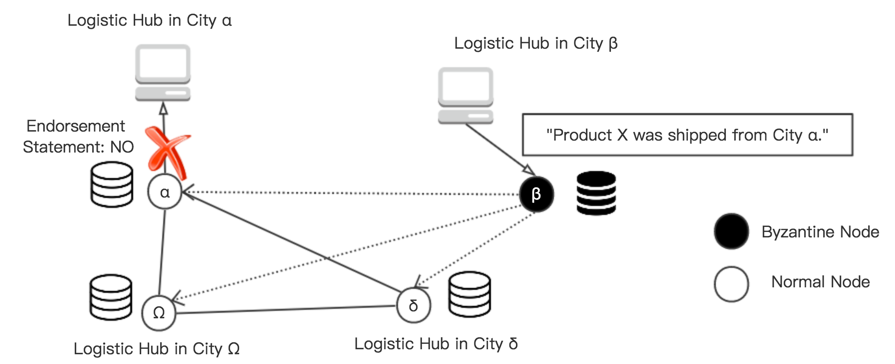 Logistic Hub in City α
Logistic Hub in City β
Endorsement
Statement: NO
"Product X was shipped from City α."
α
β
Byzantine Node
Normal Node
Ω
δ
Logistic Hub in City Ω
Logistic Hub in City δ